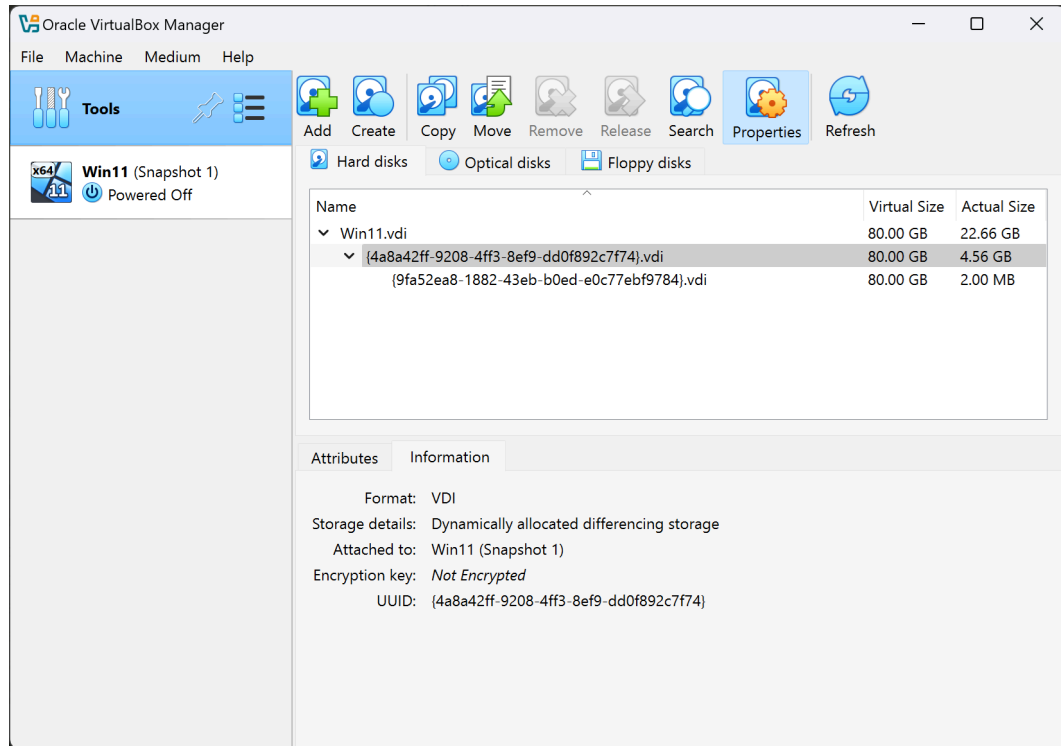 Oracle VirtualBox Manager
File Machine Medium Help
Tools
Add Create Copy Move Remove Release Search Properties Refresh
x64 11
Win11 (Snapshot 1)
Powered Off
Hard disks Optical disks Floppy disks
Name Virtual Size Actual Size
Win11.vdi 80.00 GB 22.66 GB
{4a8a42ff-9208-4ff3-8ef9-dd0f892c7f74}.vdi 80.00 GB 4.56 GB
{9fa52ea8-1882-43eb-b0ed-e0c77ebf9784}.vdi 80.00 GB 2.00 MB
Attributes Information
Format: VDI
Storage details: Dynamically allocated differencing storage
Attached to: Win11 (Snapshot 1)
Encryption key: Not Encrypted
UUID: {4a8a42ff-9208-4ff3-8ef9-dd0f892c7f74}